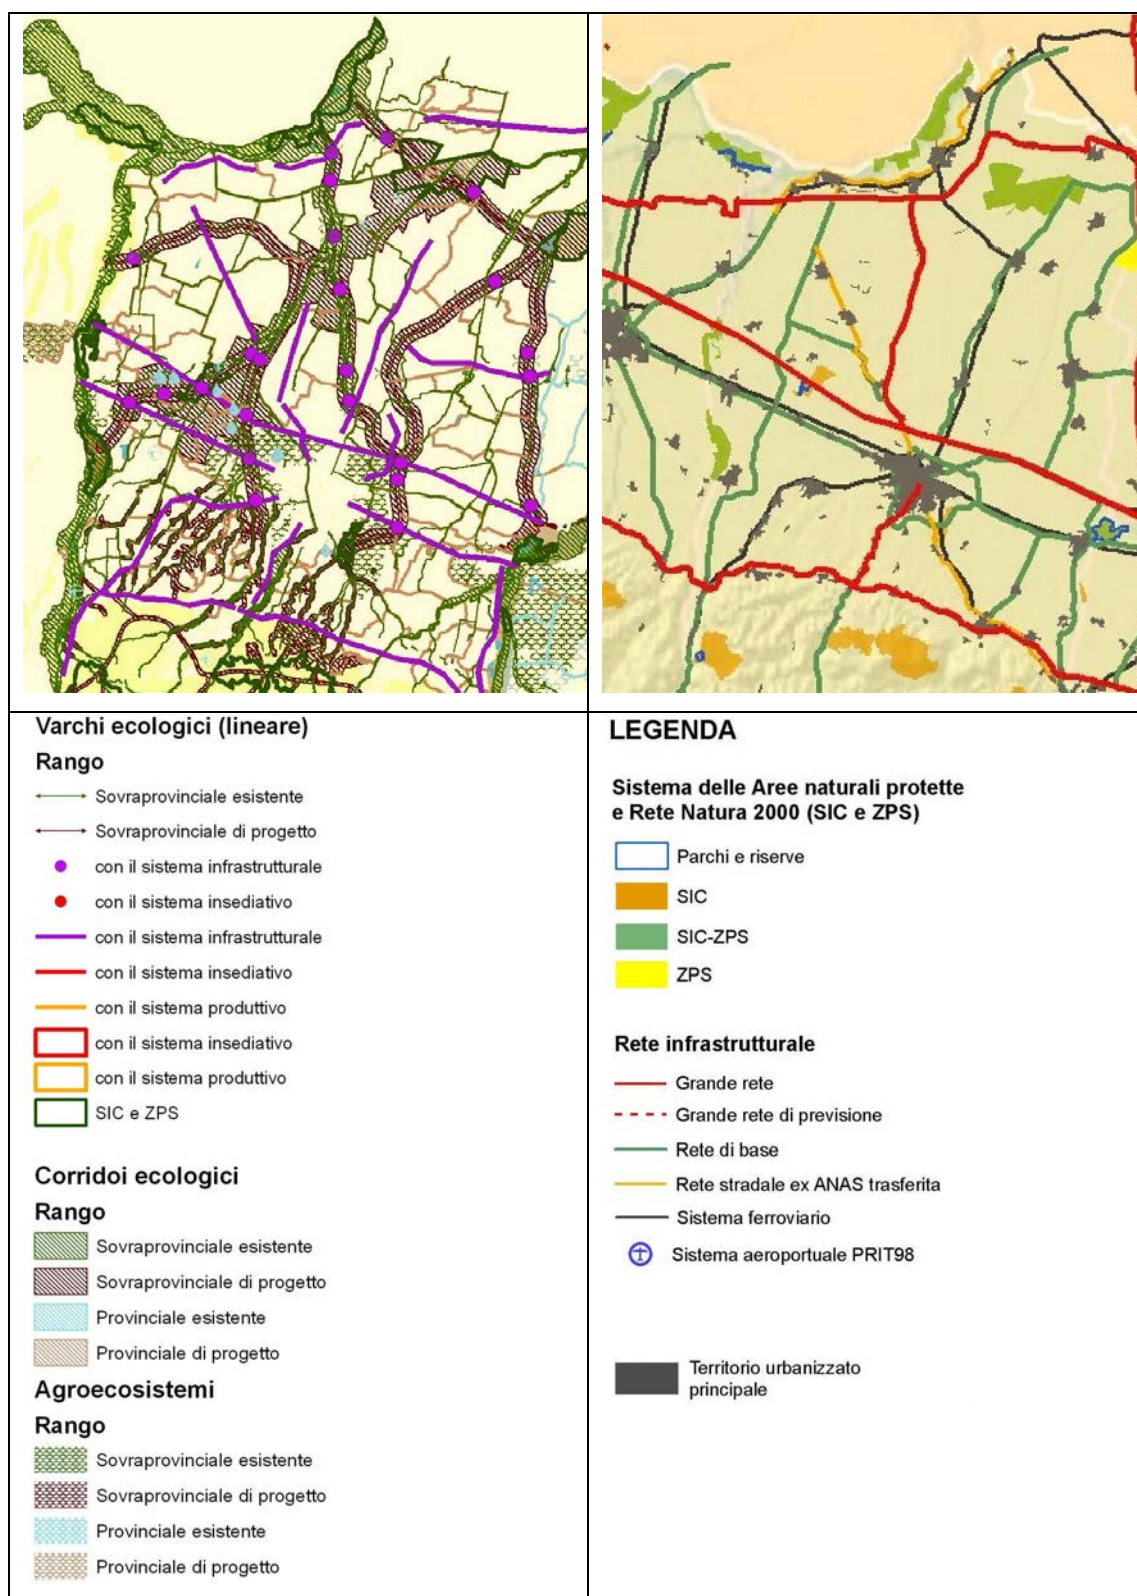 Varchi ecologici (lineare)
Rango
Sovraprovinciale esistente
Sovraprovinciale di progetto
con il sistema infrastrutturale
con il sistema insediativo
con il sistema infrastrutturale
con il sistema insediativo
con il sistema produttivo
con il sistema insediativo
con il sistema produttivo
SIC e ZPS
Corridoi ecologici
Rango
Sovraprovinciale esistente
Sovraprovinciale di progetto
Provinciale esistente
Provinciale di progetto
Agroecosistemi
Rango
Sovraprovinciale esistente
Sovraprovinciale di progetto
Provinciale esistente
Provinciale di progetto
LEGENDA
Sistema delle Aree naturali protette
e Rete Natura 2000 (SIC e ZPS)
Parchi e riserve
SIC
SIC-ZPS
ZPS
Rete infrastrutturale
Grande rete
Grande rete di previsione
Rete di base
Rete stradale ex ANAS trasferita
Sistema ferroviario
Sistema aeroportuale PRIT98
Territorio urbanizzato
principale